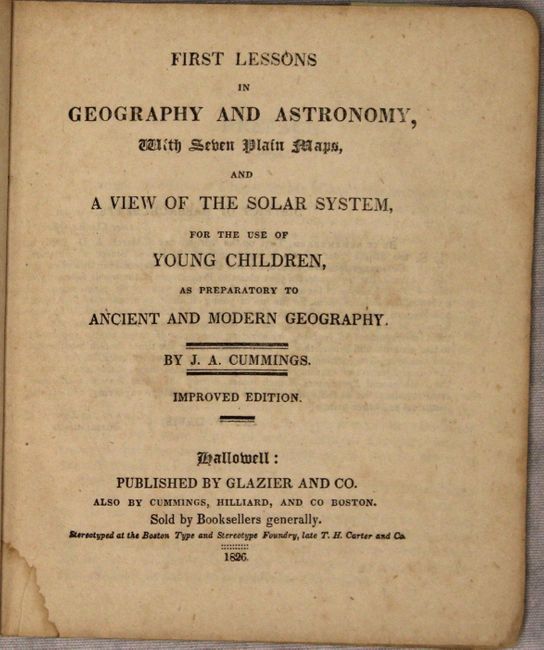 FIRST LESSONS
IN
GEOGRAPHY AND ASTRONOMY,
With Seven Plain Maps,
AND
A VIEW OF THE SOLAR SYSTEM,
FOR THE USE OF
YOUNG CHILDREN,
AS PREPARATORY TO
ANCIENT AND MODERN GEOGRAPHY.
BY J. A. CUMMINGS.
IMPROVED EDITION.
Hallowell:
PUBLISHED BY GLAZIER AND CO.
ALSO BY CUMMINGS, HILLIARD, AND CO BOSTON.
Sold by Booksellers generally.
Stereotyped at the Boston Type and Stereotype Foundry, late T. H. Carter and Co.
1826.